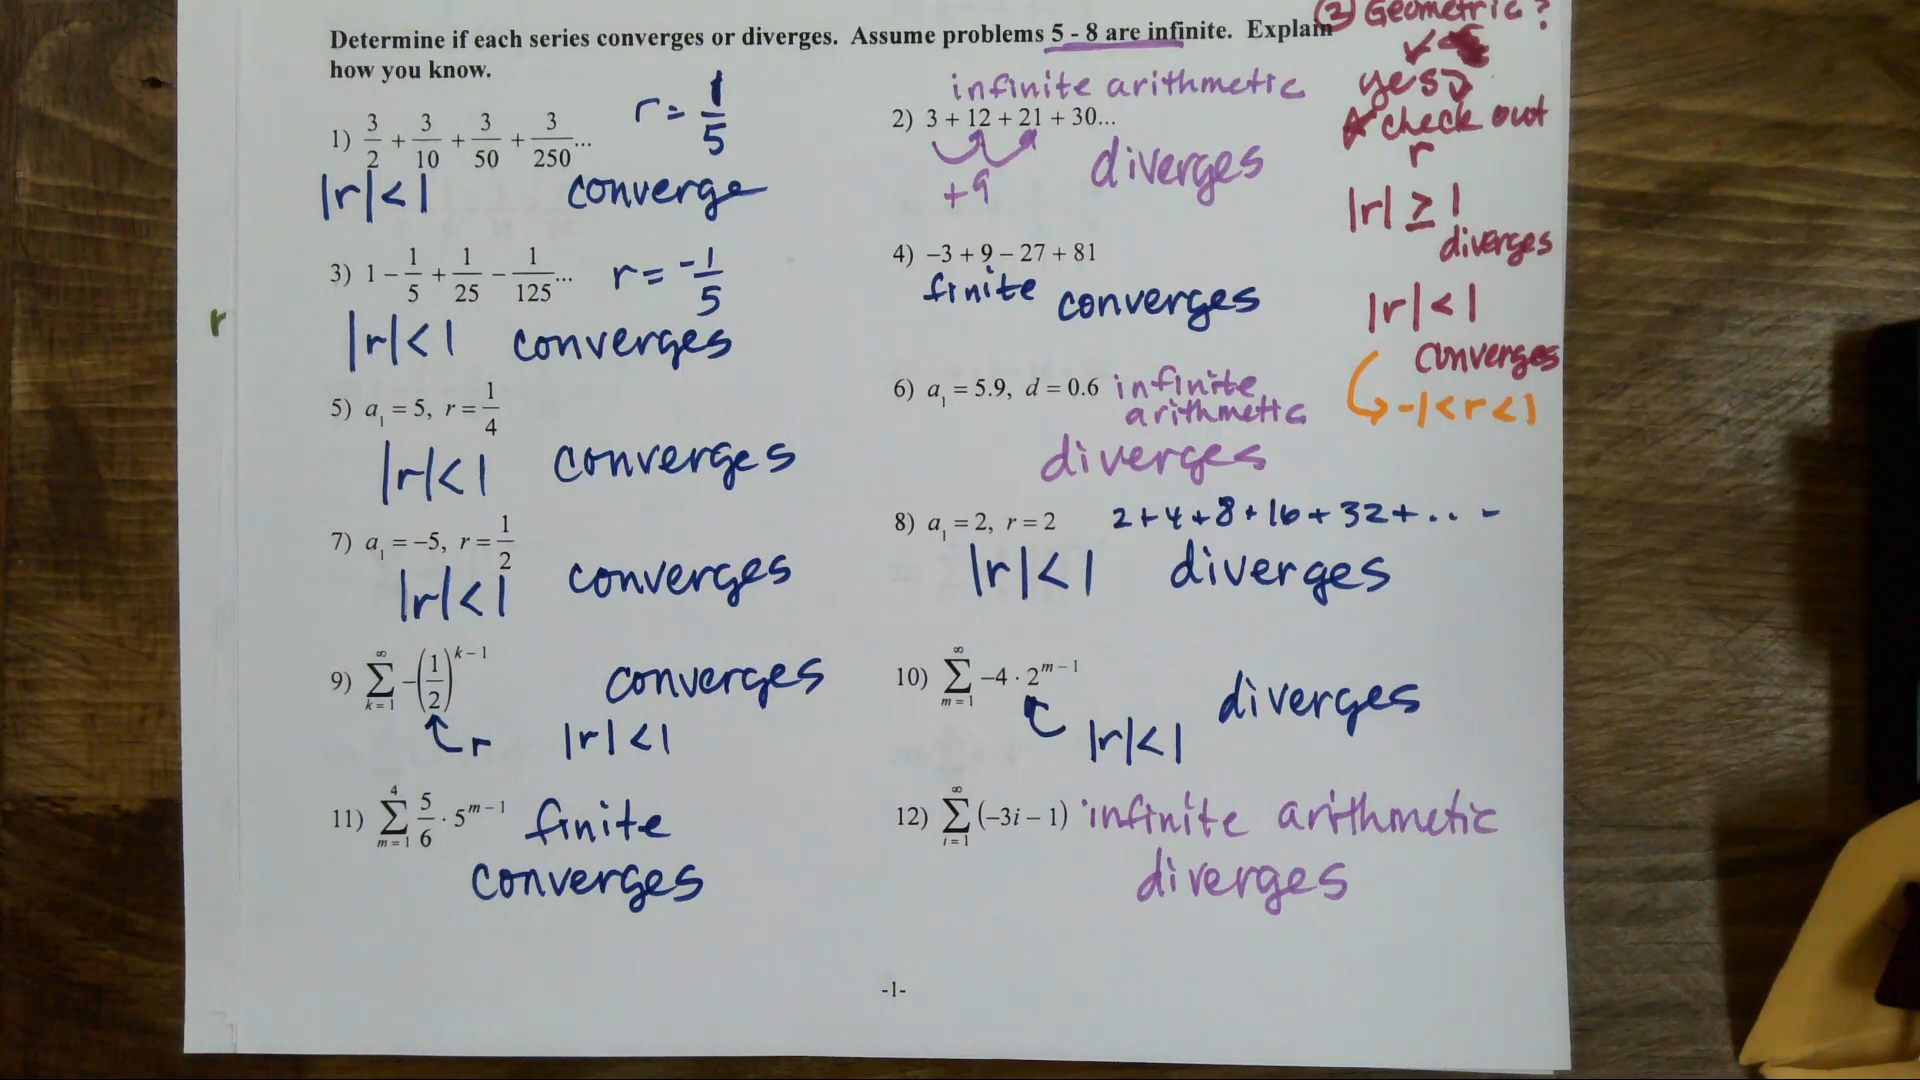 (3) Geometric?
Determine if each series converges or diverges. Assume problems 5 - 8 are infinite. Explain
how you know.
yes
check out
r
|r| ≥ 1
diverges
|r| < 1
converges
-1 < r < 1
1) 3/2 + 3/10 + 3/50 + 3/250 ... r = 1/5
|r| < 1 converge
infinite arithmetic
2) 3 + 12 + 21 + 30...
+9 diverges
3) 1 − 1/5 + 1/25 − 1/125 ... r = -1/5
|r| < 1 converges
4) −3 + 9 − 27 + 81
finite converges
r
5) a₁ = 5, r = 1/4
|r| < 1 converges
6) a₁ = 5.9, d = 0.6 infinite
arithmetic
diverges
7) a₁ = −5, r = 1/2
|r| < 1 converges
8) a₁ = 2, r = 2 2+4+8+16+32+...
|r| < 1 diverges
9) ∞ Σ k = 1 −(1/2)^(k − 1) converges
r |r| < 1
10) ∞ Σ m = 1 −4 · 2^(m − 1) diverges
|r| < 1
11) 4 Σ m = 1 5/6 · 5^(m − 1) finite
converges
12) ∞ Σ i = 1 (−3i − 1) infinite arithmetic
diverges
-1-